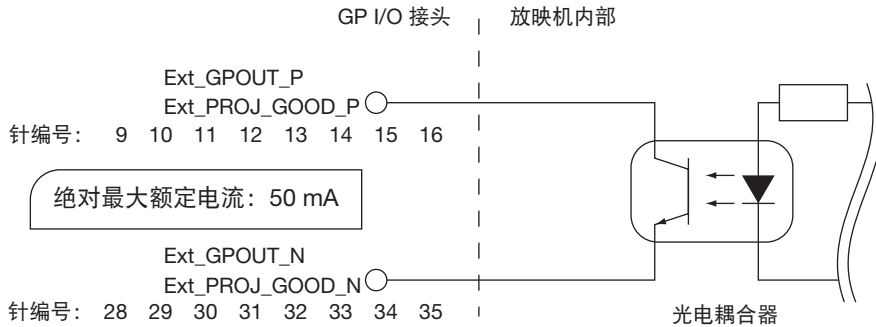 GP I/O 接头 放映机内部
Ext_GPOUT_P
Ext_PROJ_GOOD_P
针编号： 9 10 11 12 13 14 15 16
绝对最大额定电流：50 mA
Ext_GPOUT_N
Ext_PROJ_GOOD_N
针编号： 28 29 30 31 32 33 34 35
光电耦合器